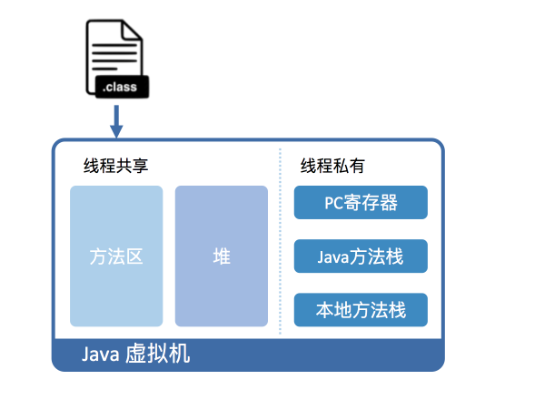 .class
线程共享
线程私有
方法区
堆
PC寄存器
Java方法栈
本地方法栈
Java 虚拟机